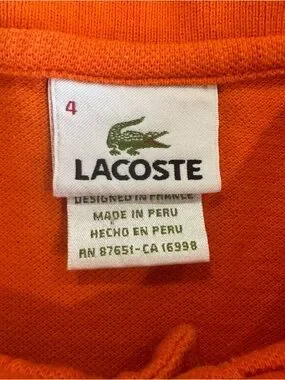 4
LACOSTE
DESIGNED IN FRANCE
MADE IN PERU
HECHO EN PERU
RN 87651-CA 16998